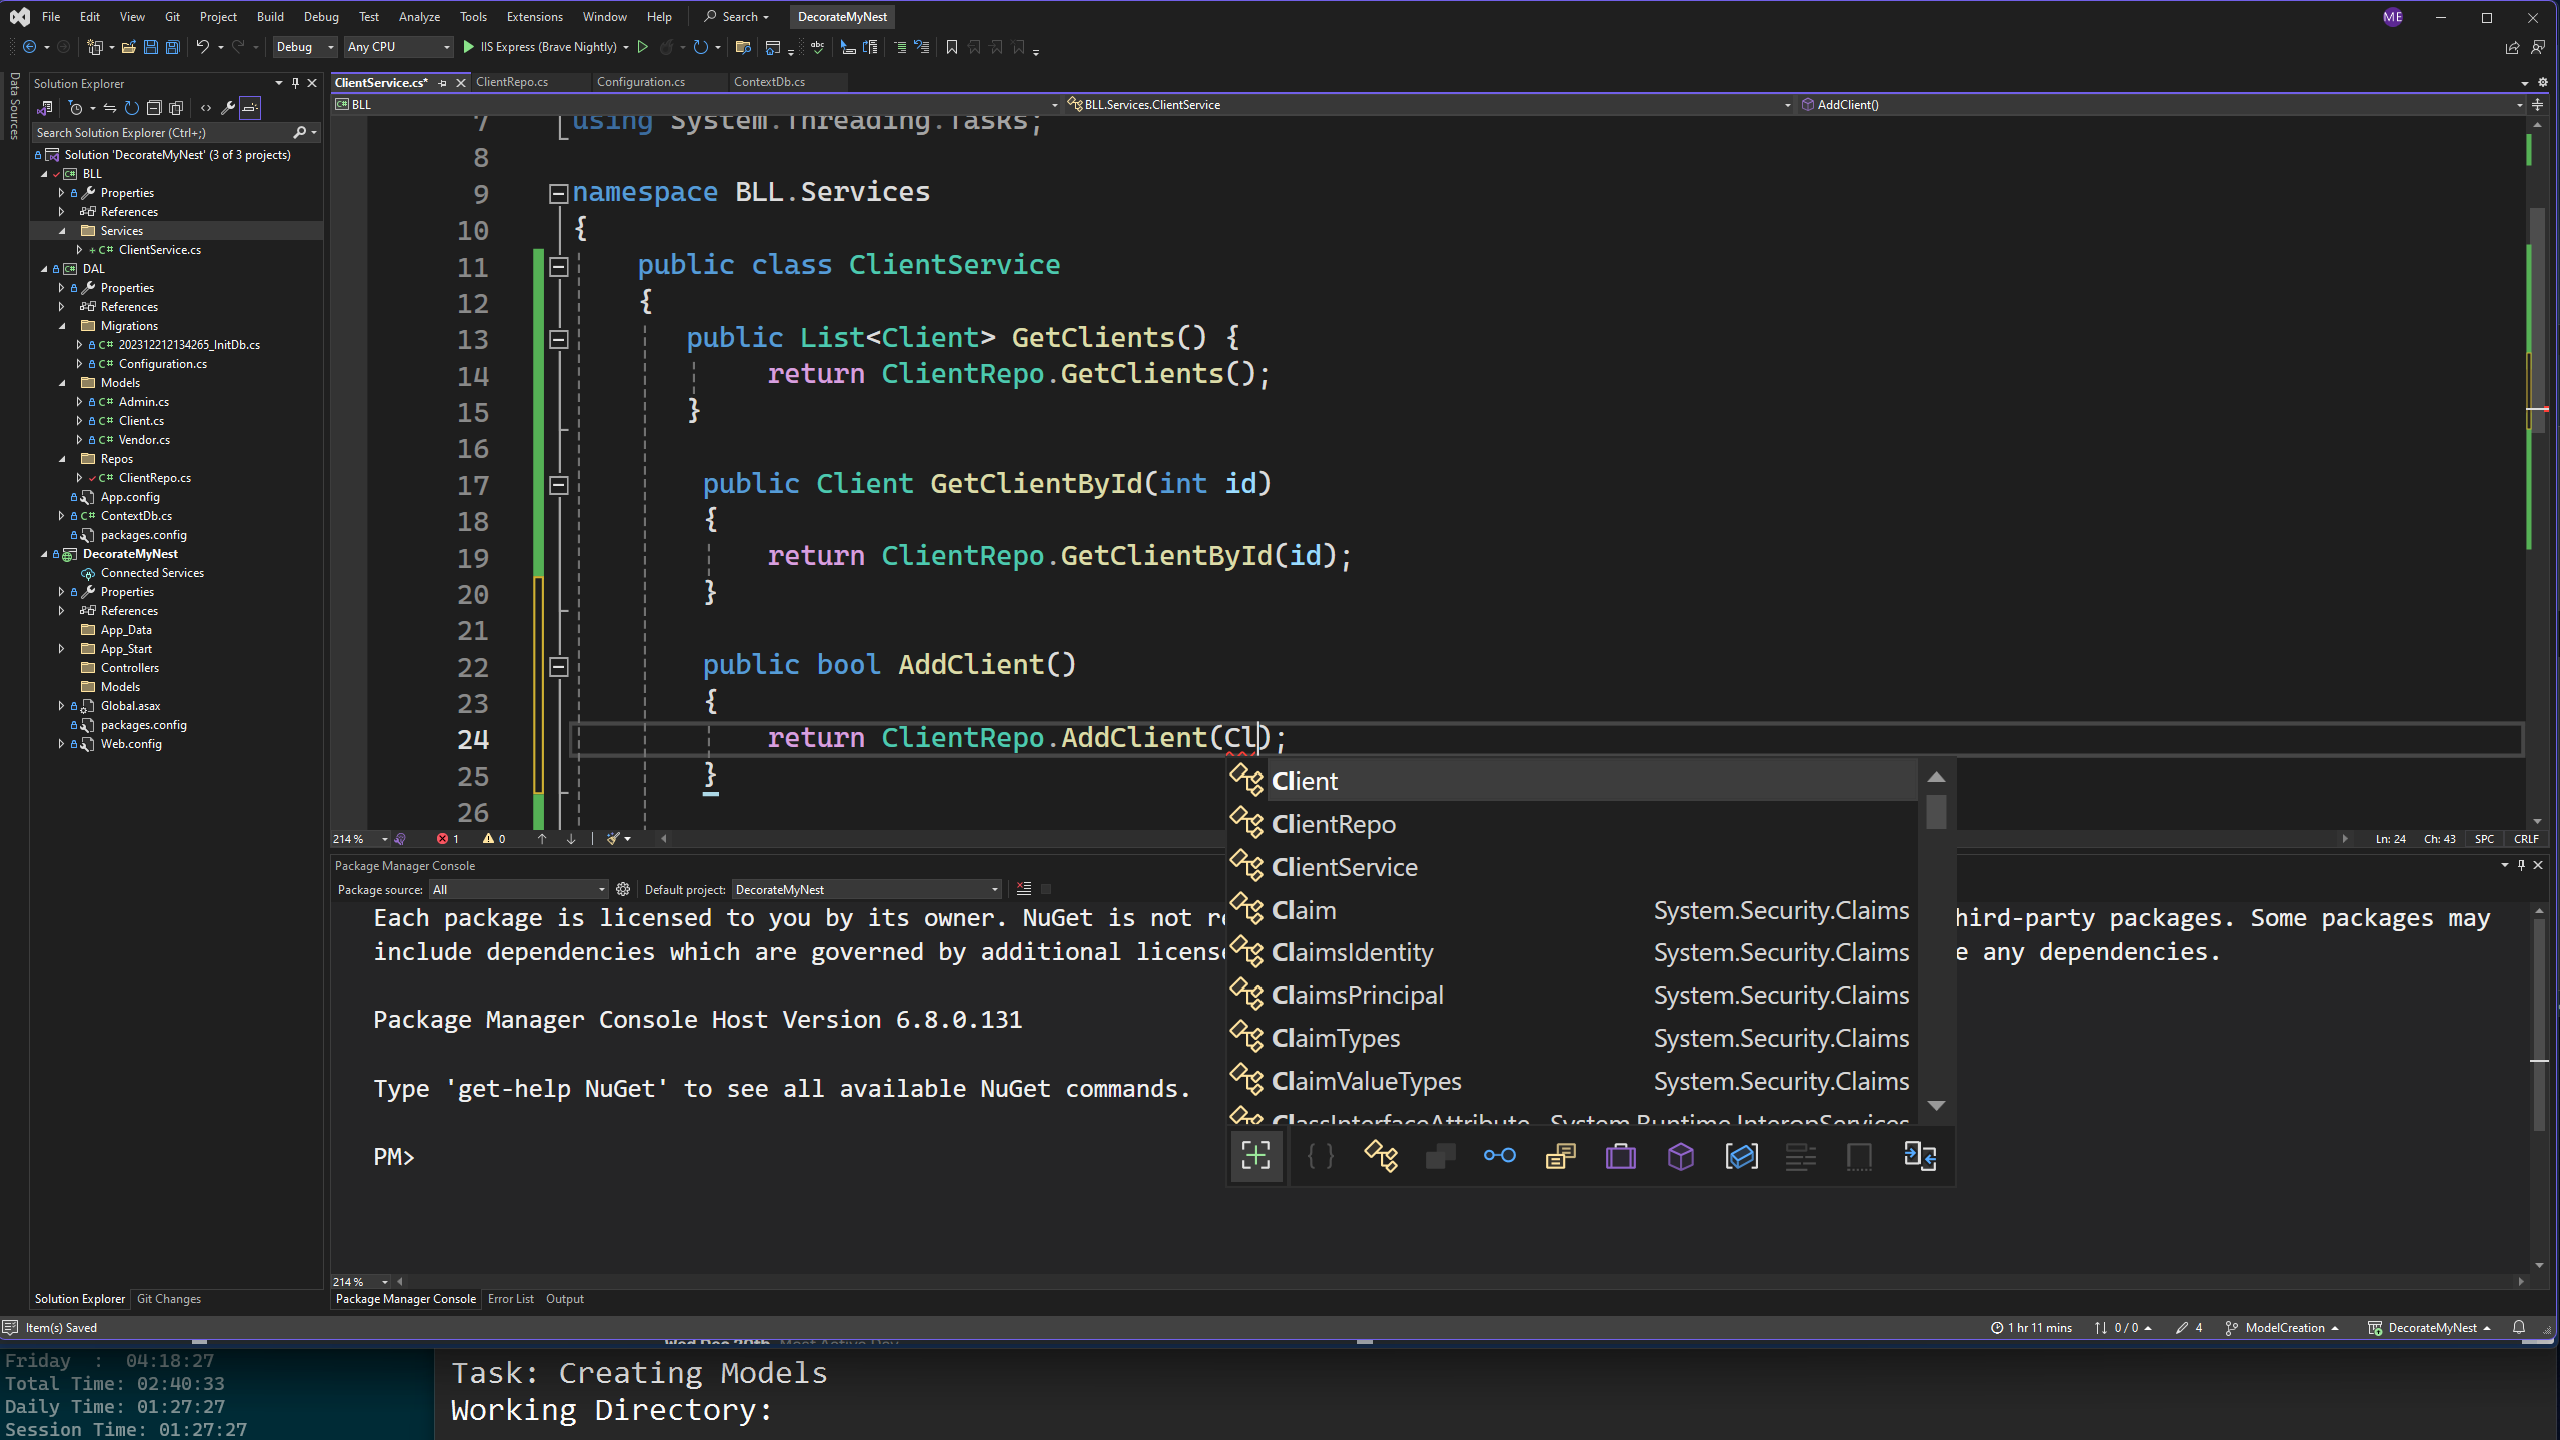 File Edit View Git Project Build Debug Test Analyze Tools Extensions Window Help Search DecorateMyNest ME
Debug Any CPU IIS Express (Brave Nightly)
Data Sources
Solution Explorer
Search Solution Explorer (Ctrl+;)
Solution 'DecorateMyNest' (3 of 3 projects)
BLL
Properties
References
Services
ClientService.cs
DAL
Properties
References
Migrations
202312212134265_InitDb.cs
Configuration.cs
Models
Admin.cs
Client.cs
Vendor.cs
Repos
ClientRepo.cs
App.config
ContextDb.cs
packages.config
DecorateMyNest
Connected Services
Properties
References
App_Data
App_Start
Controllers
Models
Global.asax
packages.config
Web.config
Solution Explorer Git Changes
ClientService.cs* ClientRepo.cs Configuration.cs ContextDb.cs
BLL BLL.Services.ClientService AddClient()
7 using System.Threading.Tasks;
8
9 namespace BLL.Services
10 {
11 public class ClientService
12 {
13 public List<Client> GetClients() {
14 return ClientRepo.GetClients();
15 }
16
17 public Client GetClientById(int id)
18 {
19 return ClientRepo.GetClientById(id);
20 }
21
22 public bool AddClient()
23 {
24 return ClientRepo.AddClient(Cl);
25 }
26
Client
ClientRepo
ClientService
Claim System.Security.Claims
ClaimsIdentity System.Security.Claims
ClaimsPrincipal System.Security.Claims
ClaimTypes System.Security.Claims
ClaimValueTypes System.Security.Claims
ClassInterfaceAttribute System.Runtime.InteropServices
214 % 1 0 Ln: 24 Ch: 43 SPC CRLF
Package Manager Console
Package source: All Default project: DecorateMyNest
Each package is licensed to you by its owner. NuGet is not hird-party packages. Some packages may
include dependencies which are governed by additional e any dependencies.
Package Manager Console Host Version 6.8.0.131
Type 'get-help NuGet' to see all available NuGet commands.
PM>
214 %
Package Manager Console Error List Output
Item(s) Saved 1 hr 11 mins 0 / 0 4 ModelCreation DecorateMyNest
Wed Dec 20th Most Active Day
Friday : 04:18:27
Total Time: 02:40:33
Daily Time: 01:27:27
Session Time: 01:27:27
Task: Creating Models
Working Directory: